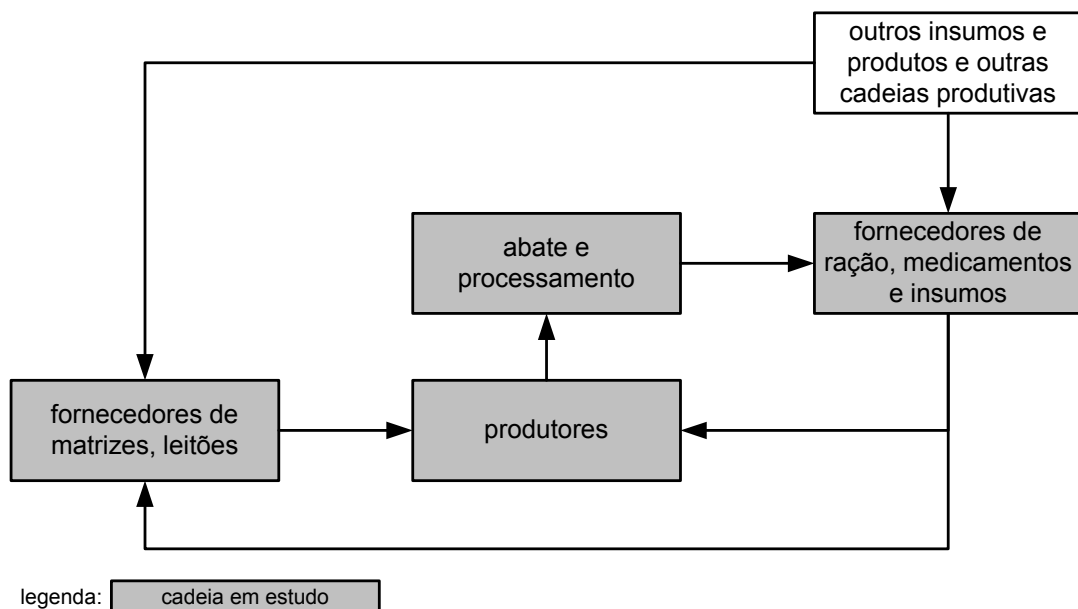 outros insumos e
produtos e outras
cadeias produtivas
abate e
processamento
fornecedores de
ração, medicamentos
e insumos
fornecedores de
matrizes, leitões
produtores
legenda: cadeia em estudo